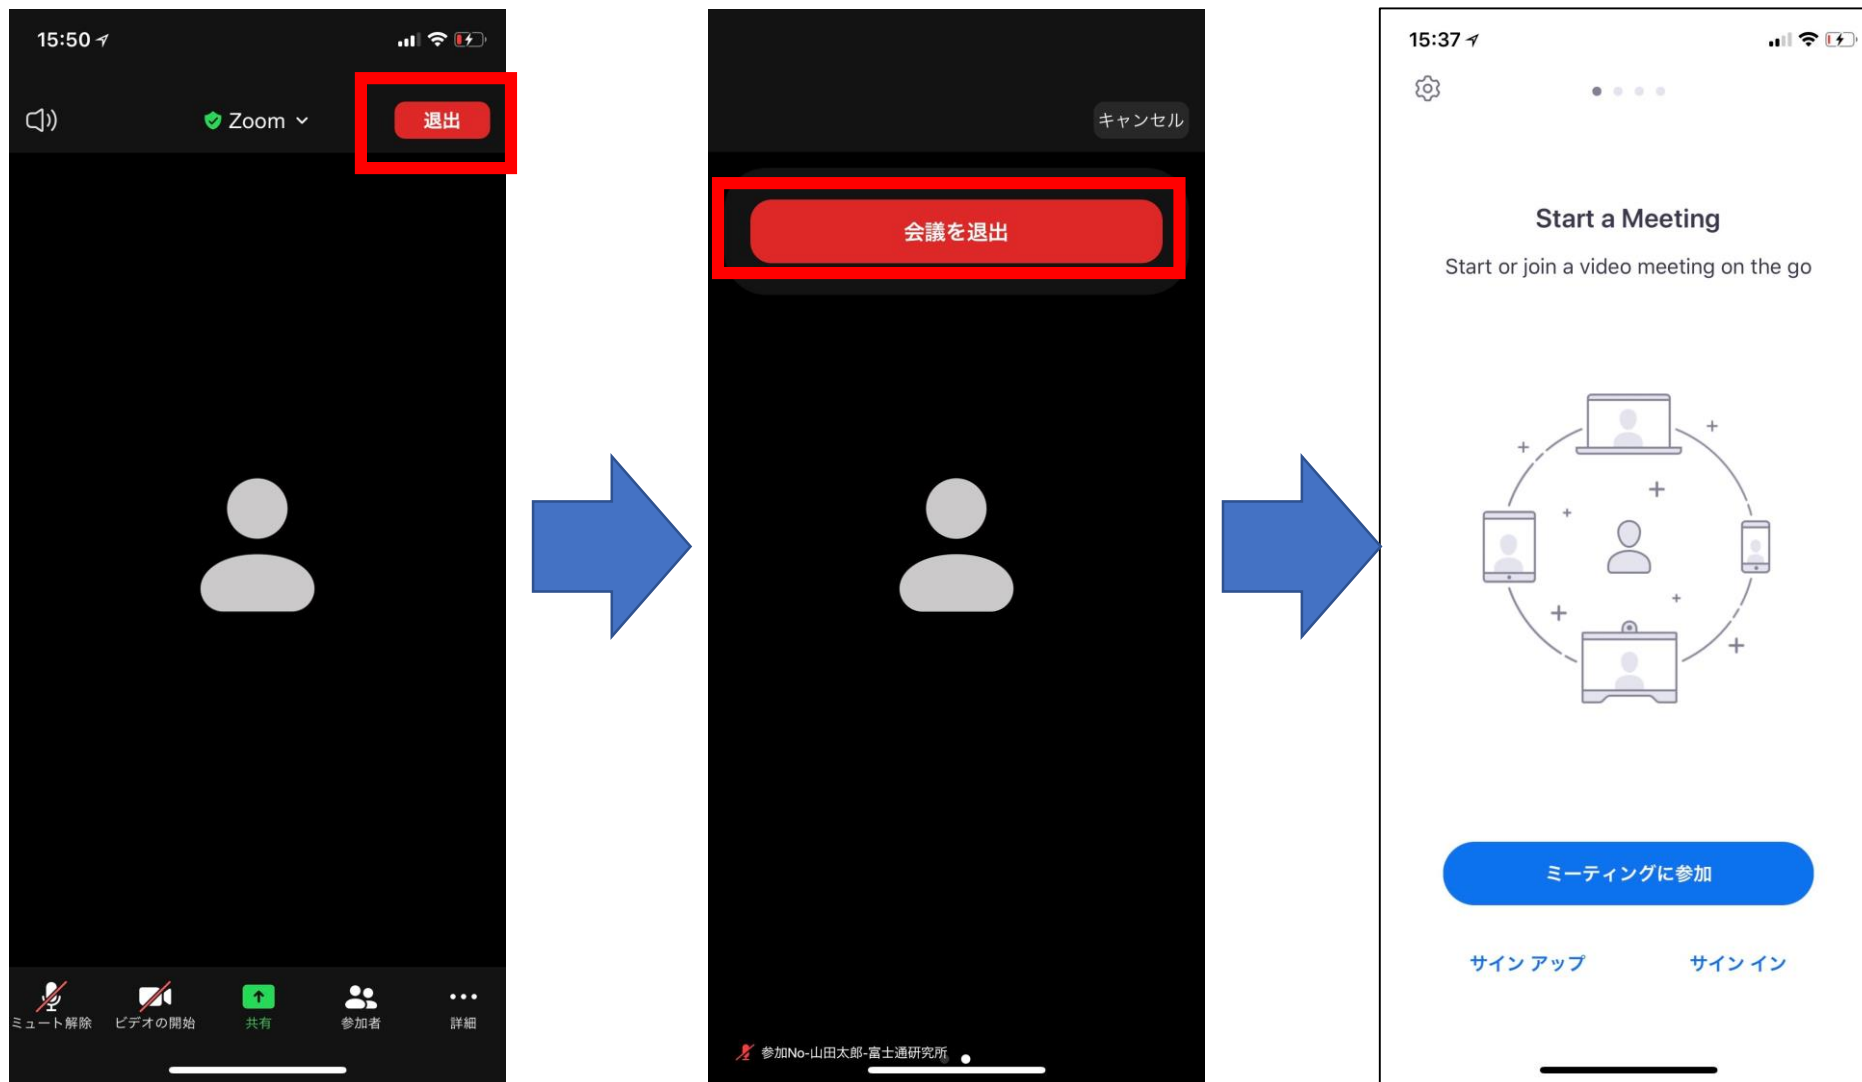 15:50
Zoom
退出
ミュート解除
ビデオの開始
共有
参加者
詳細
キャンセル
会議を退出
参加No-山田太郎-富士通研究所
15:37
Start a Meeting
Start or join a video meeting on the go
ミーティングに参加
サイン アップ
サイン イン